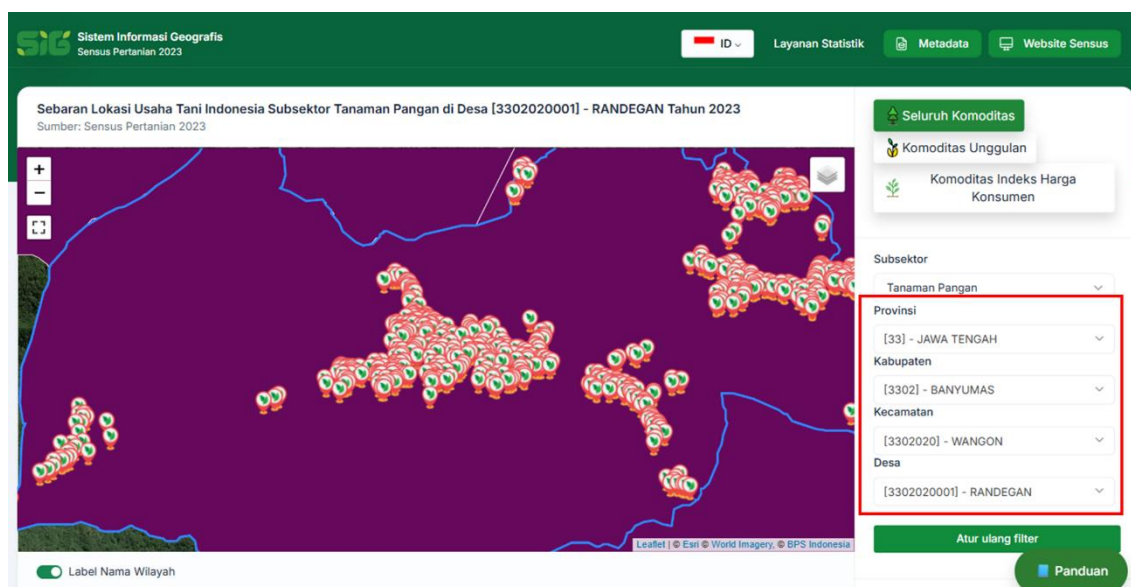 SIG
Sistem Informasi Geografis
Sensus Pertanian 2023
ID
Layanan Statistik
Metadata
Website Sensus
Sebaran Lokasi Usaha Tani Indonesia Subsektor Tanaman Pangan di Desa [3302020001] - RANDEGAN Tahun 2023
Sumber: Sensus Pertanian 2023
+
−
Leaflet | © Esri © World Imagery, © BPS Indonesia
Label Nama Wilayah
Seluruh Komoditas
Komoditas Unggulan
Komoditas Indeks Harga
Konsumen
Subsektor
Tanaman Pangan
Provinsi
[33] - JAWA TENGAH
Kabupaten
[3302] - BANYUMAS
Kecamatan
[3302020] - WANGON
Desa
[3302020001] - RANDEGAN
Atur ulang filter
Panduan